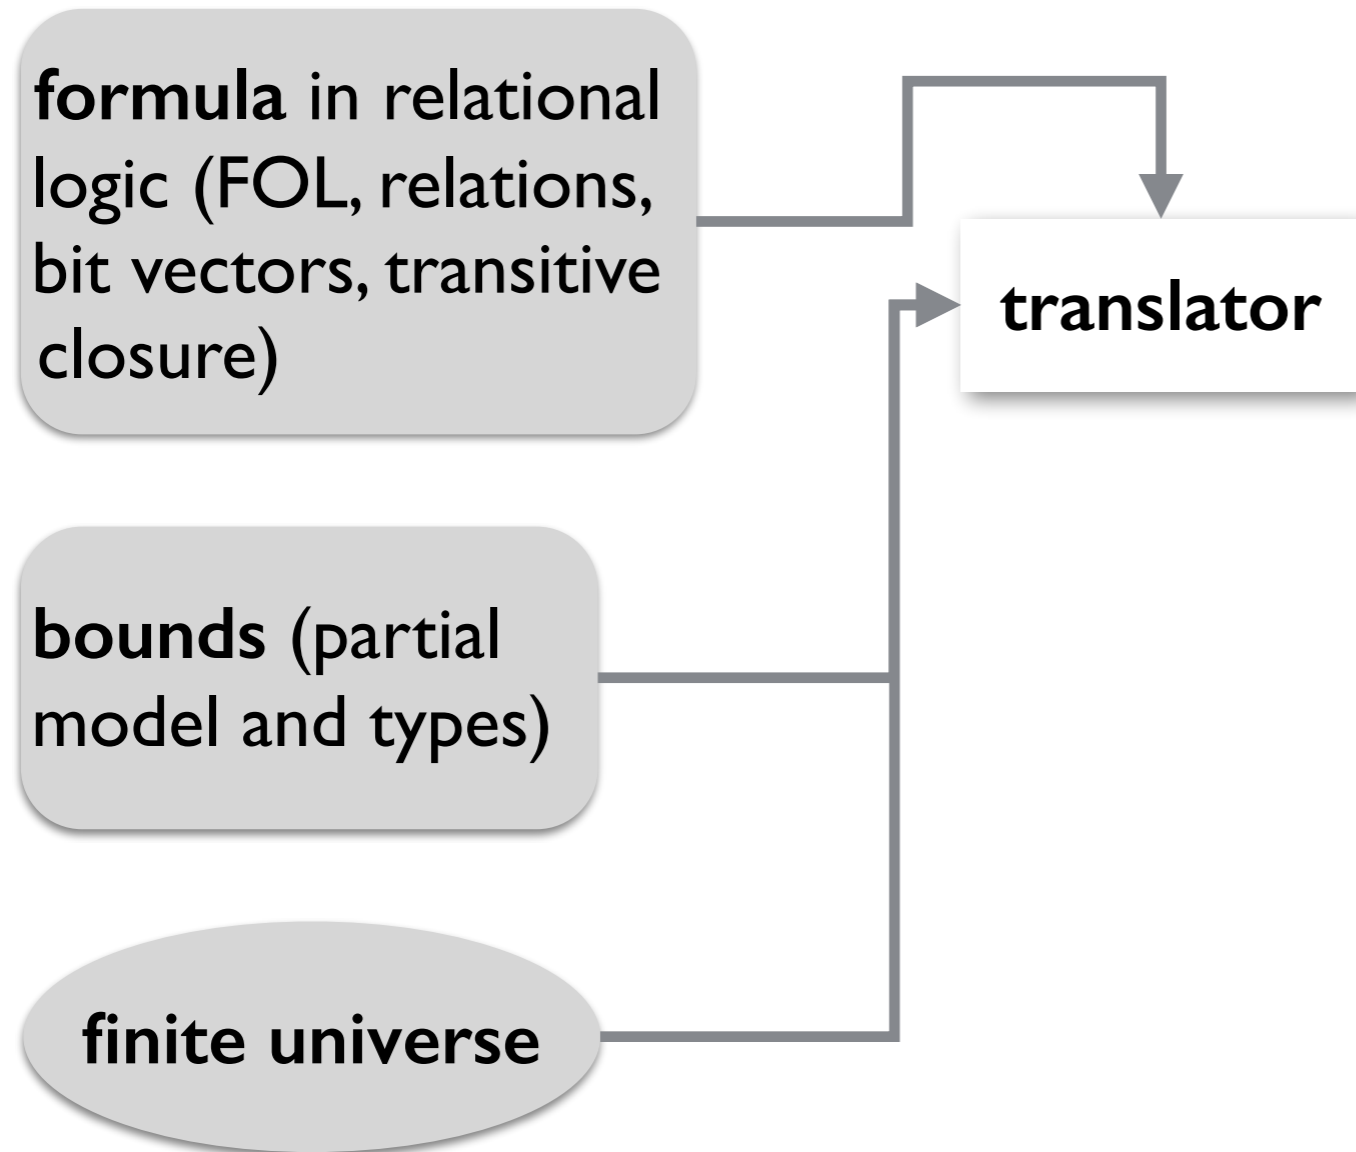 formula in relational
logic (FOL, relations,
bit vectors, transitive
closure)
translator
bounds (partial
model and types)
finite universe